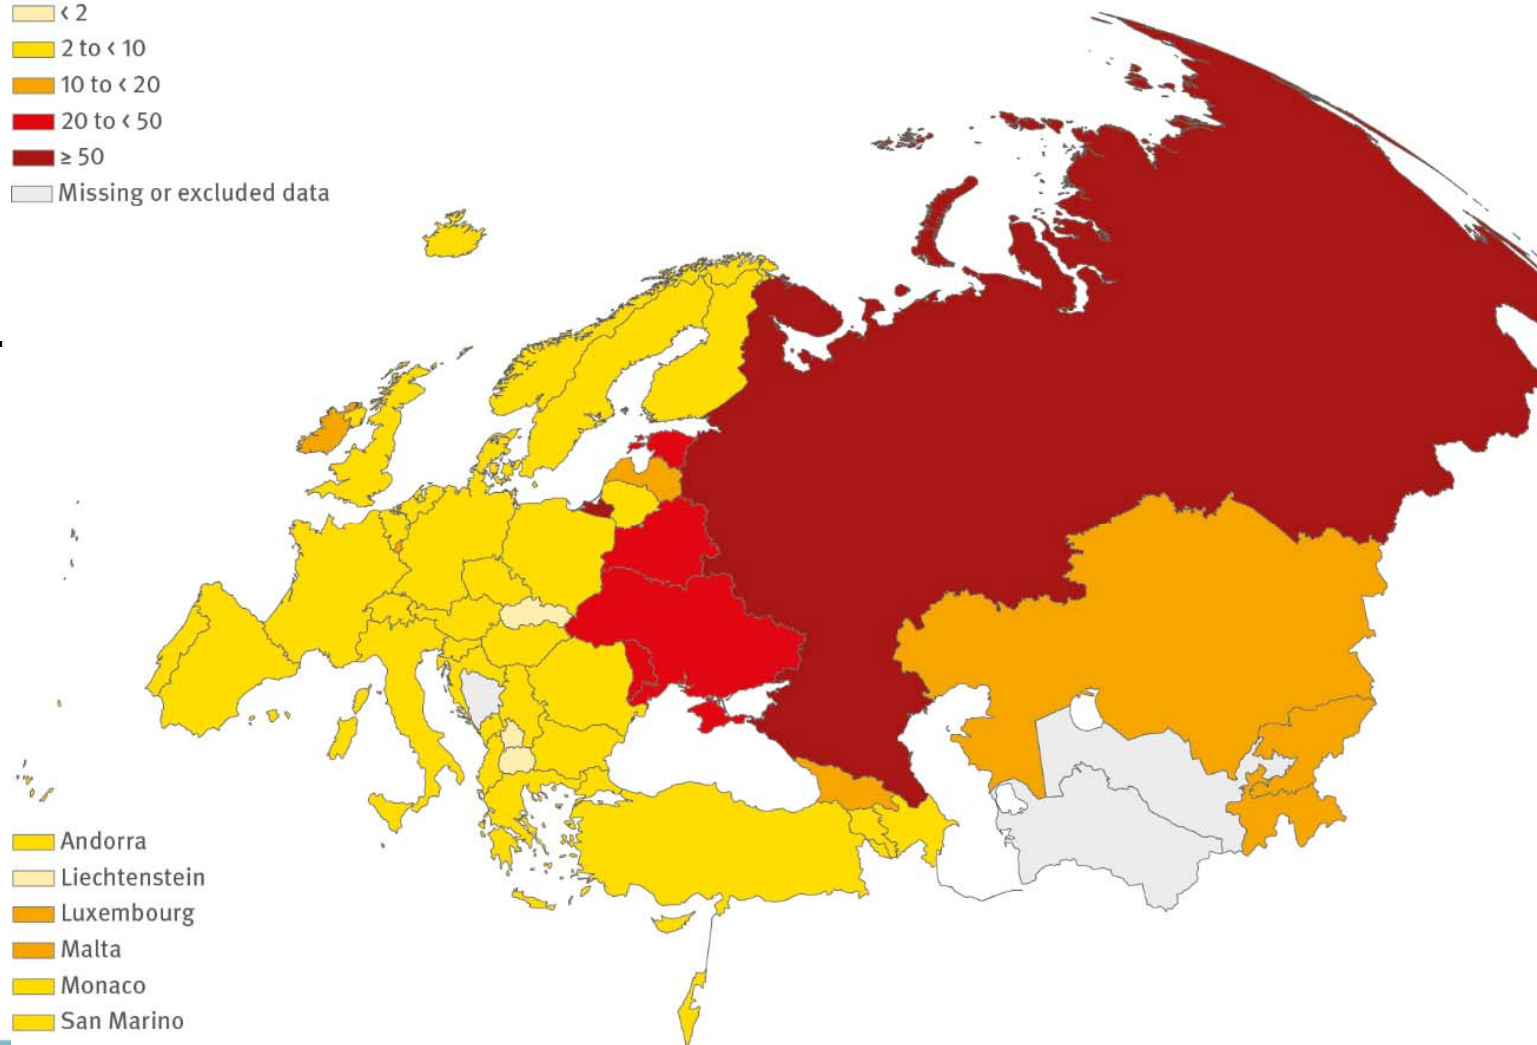 < 2
2 to < 10
10 to < 20
20 to < 50
≥ 50
Missing or excluded data
Andorra
Liechtenstein
Luxembourg
Malta
Monaco
San Marino